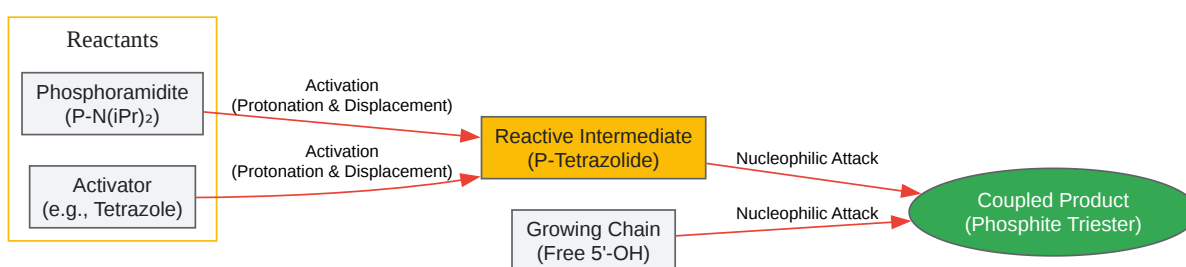 Reactants
Phosphoramidite
(P-N(iPr)₂)
Activation
(Protonation & Displacement)
Activator
(e.g., Tetrazole)
Activation
(Protonation & Displacement)
Reactive Intermediate
(P-Tetrazolide)
Nucleophilic Attack
Growing Chain
(Free 5'-OH)
Nucleophilic Attack
Coupled Product
(Phosphite Triester)